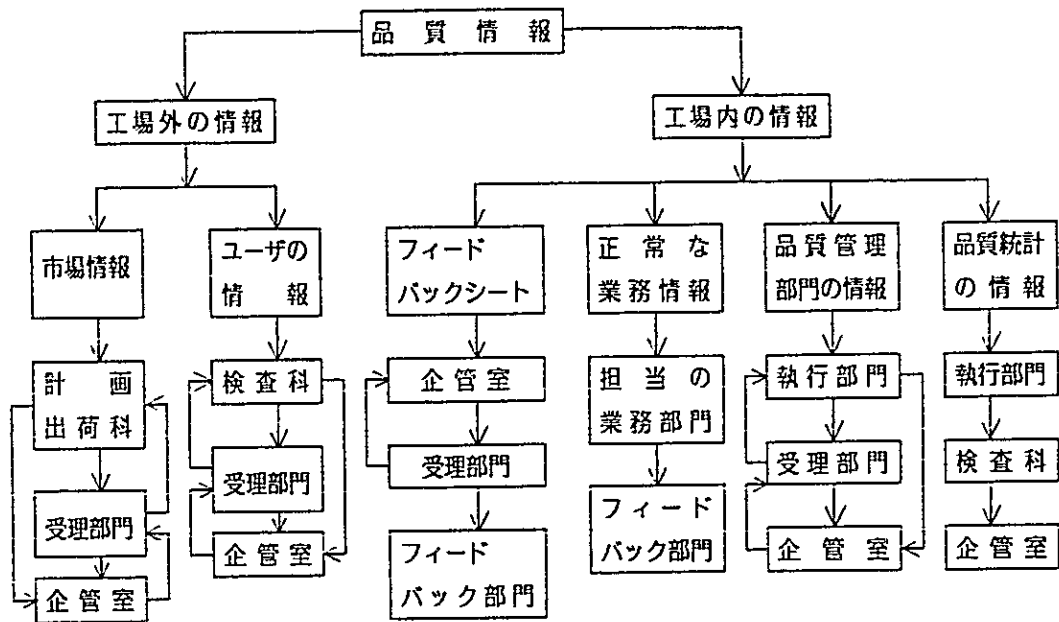 品質情報
工場外の情報
工場内の情報
市場情報
ユーザの
情報
フィード
バックシート
正常な
業務情報
品質管理
部門の情報
品質統計
の情報
計画
出荷科
検査科
企管室
担当の
業務部門
執行部門
執行部門
受理部門
受理部門
受理部門
受理部門
検査科
企管室
企管室
フィード
バック部門
フィード
バック部門
企管室
企管室